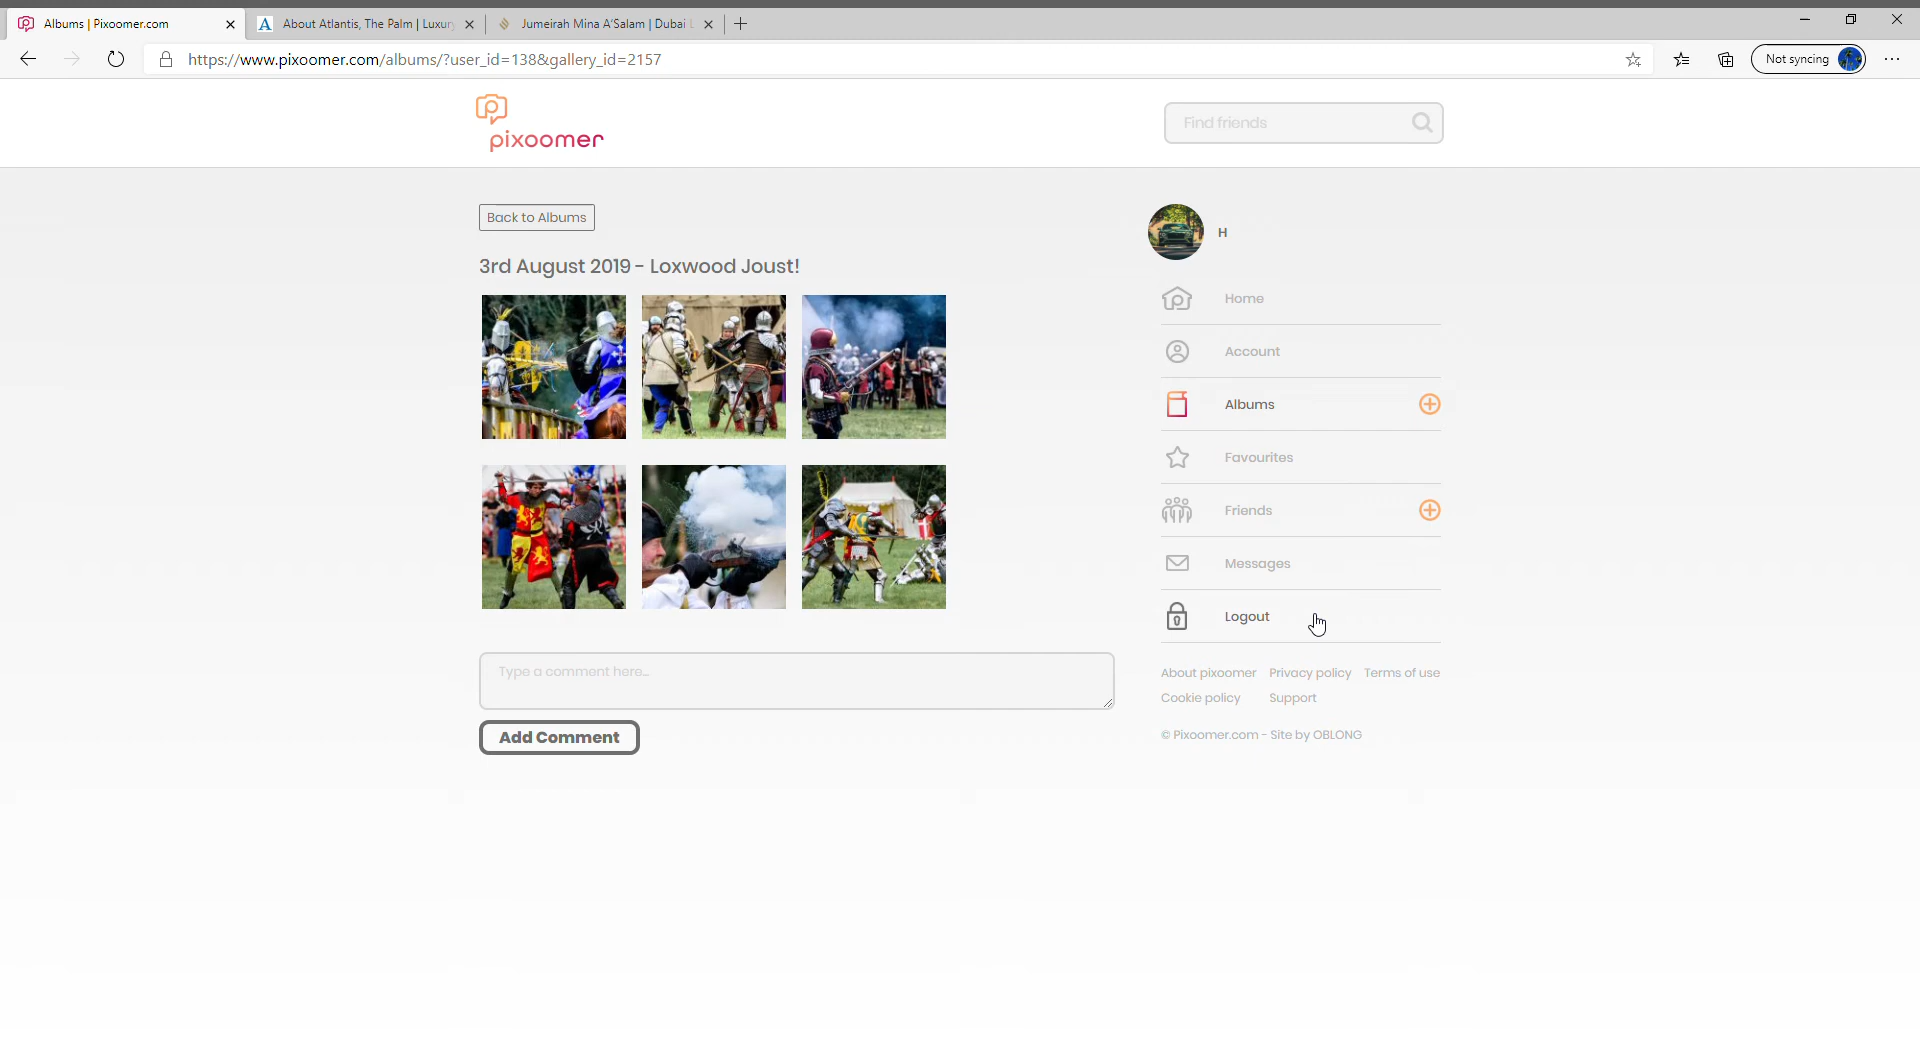 Albums | Pixoomer.com
About Atlantis, The Palm | Luxury
Jumeirah Mina A'Salam | Dubai L
https://www.pixoomer.com/albums/?user_id=138&gallery_id=2157
Not syncing
pixoomer
Find friends
Back to Albums
H
3rd August 2019 - Loxwood Joust!
Home
Account
Albums
Favourites
Friends
Messages
Logout
Type a comment here...
Add Comment
About pixoomer Privacy policy Terms of use
Cookie policy Support
© Pixoomer.com - Site by OBLONG